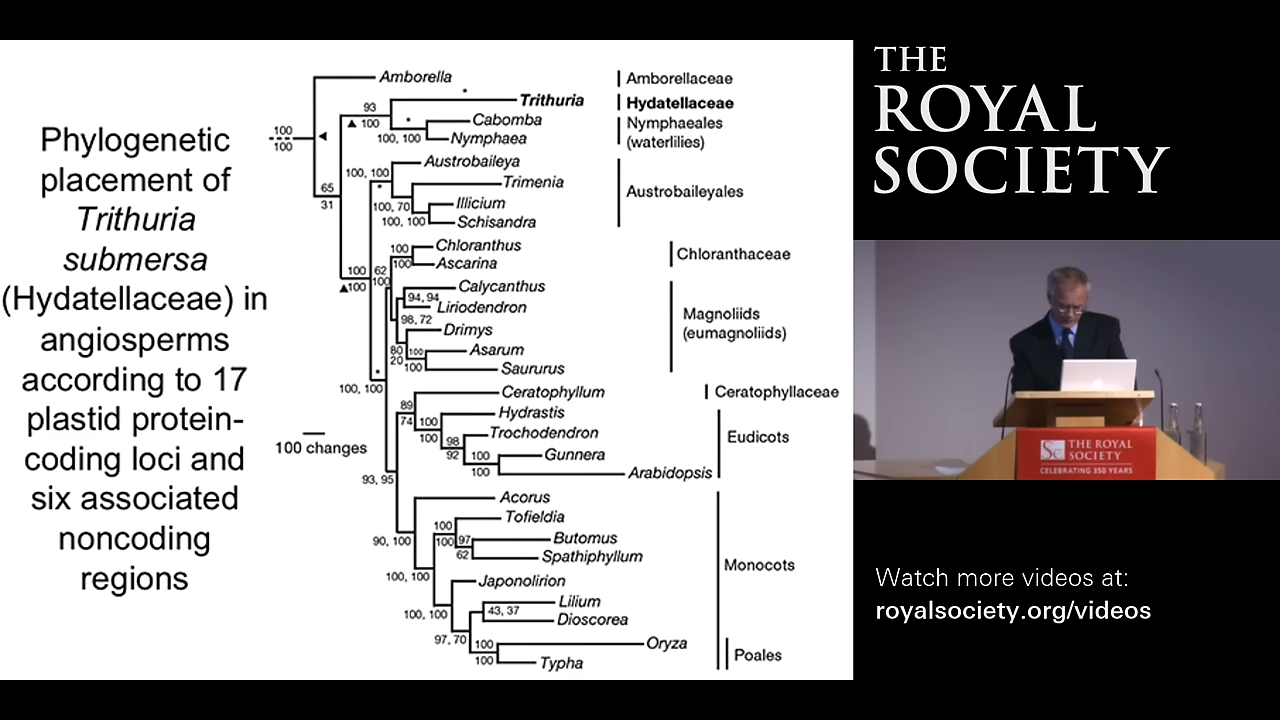 Phylogenetic
placement of
Trithuria
submersa
(Hydatellaceae) in
angiosperms
according to 17
plastid protein-
coding loci and
six associated
noncoding
regions
Amborella
Amborellaceae
93
100
Trithuria
Hydatellaceae
100
100
Cabomba
Nymphaeales
(waterlilies)
100, 100
Nymphaea
65
31
Austrobaileya
100, 100
Trimenia
Austrobaileyales
100, 70
Illicium
100, 100
Schisandra
100
100
Chloranthus
Chloranthaceae
Ascarina
100
100
62
100
Calycanthus
94, 94
Liriodendron
Magnoliids
(eumagnoliids)
98, 72
Drimys
80
20
100
100
Asarum
Saururus
100, 100
Ceratophyllum
Ceratophyllaceae
89
74
Hydrastis
100
100
Trochodendron
Eudicots
98
92
Gunnera
100
100
Arabidopsis
100 changes
93, 95
Acorus
Tofieldia
100
100
Butomus
97
62
Spathiphyllum
90, 100
Monocots
100, 100
Japonolirion
Lilium
43, 37
100, 100
Dioscorea
97, 70
Oryza
100
100
Poales
Typha
THE
ROYAL
SOCIETY
Sc
THE ROYAL
SOCIETY
CELEBRATING 350 YEARS
Watch more videos at:
royalsociety.org/videos